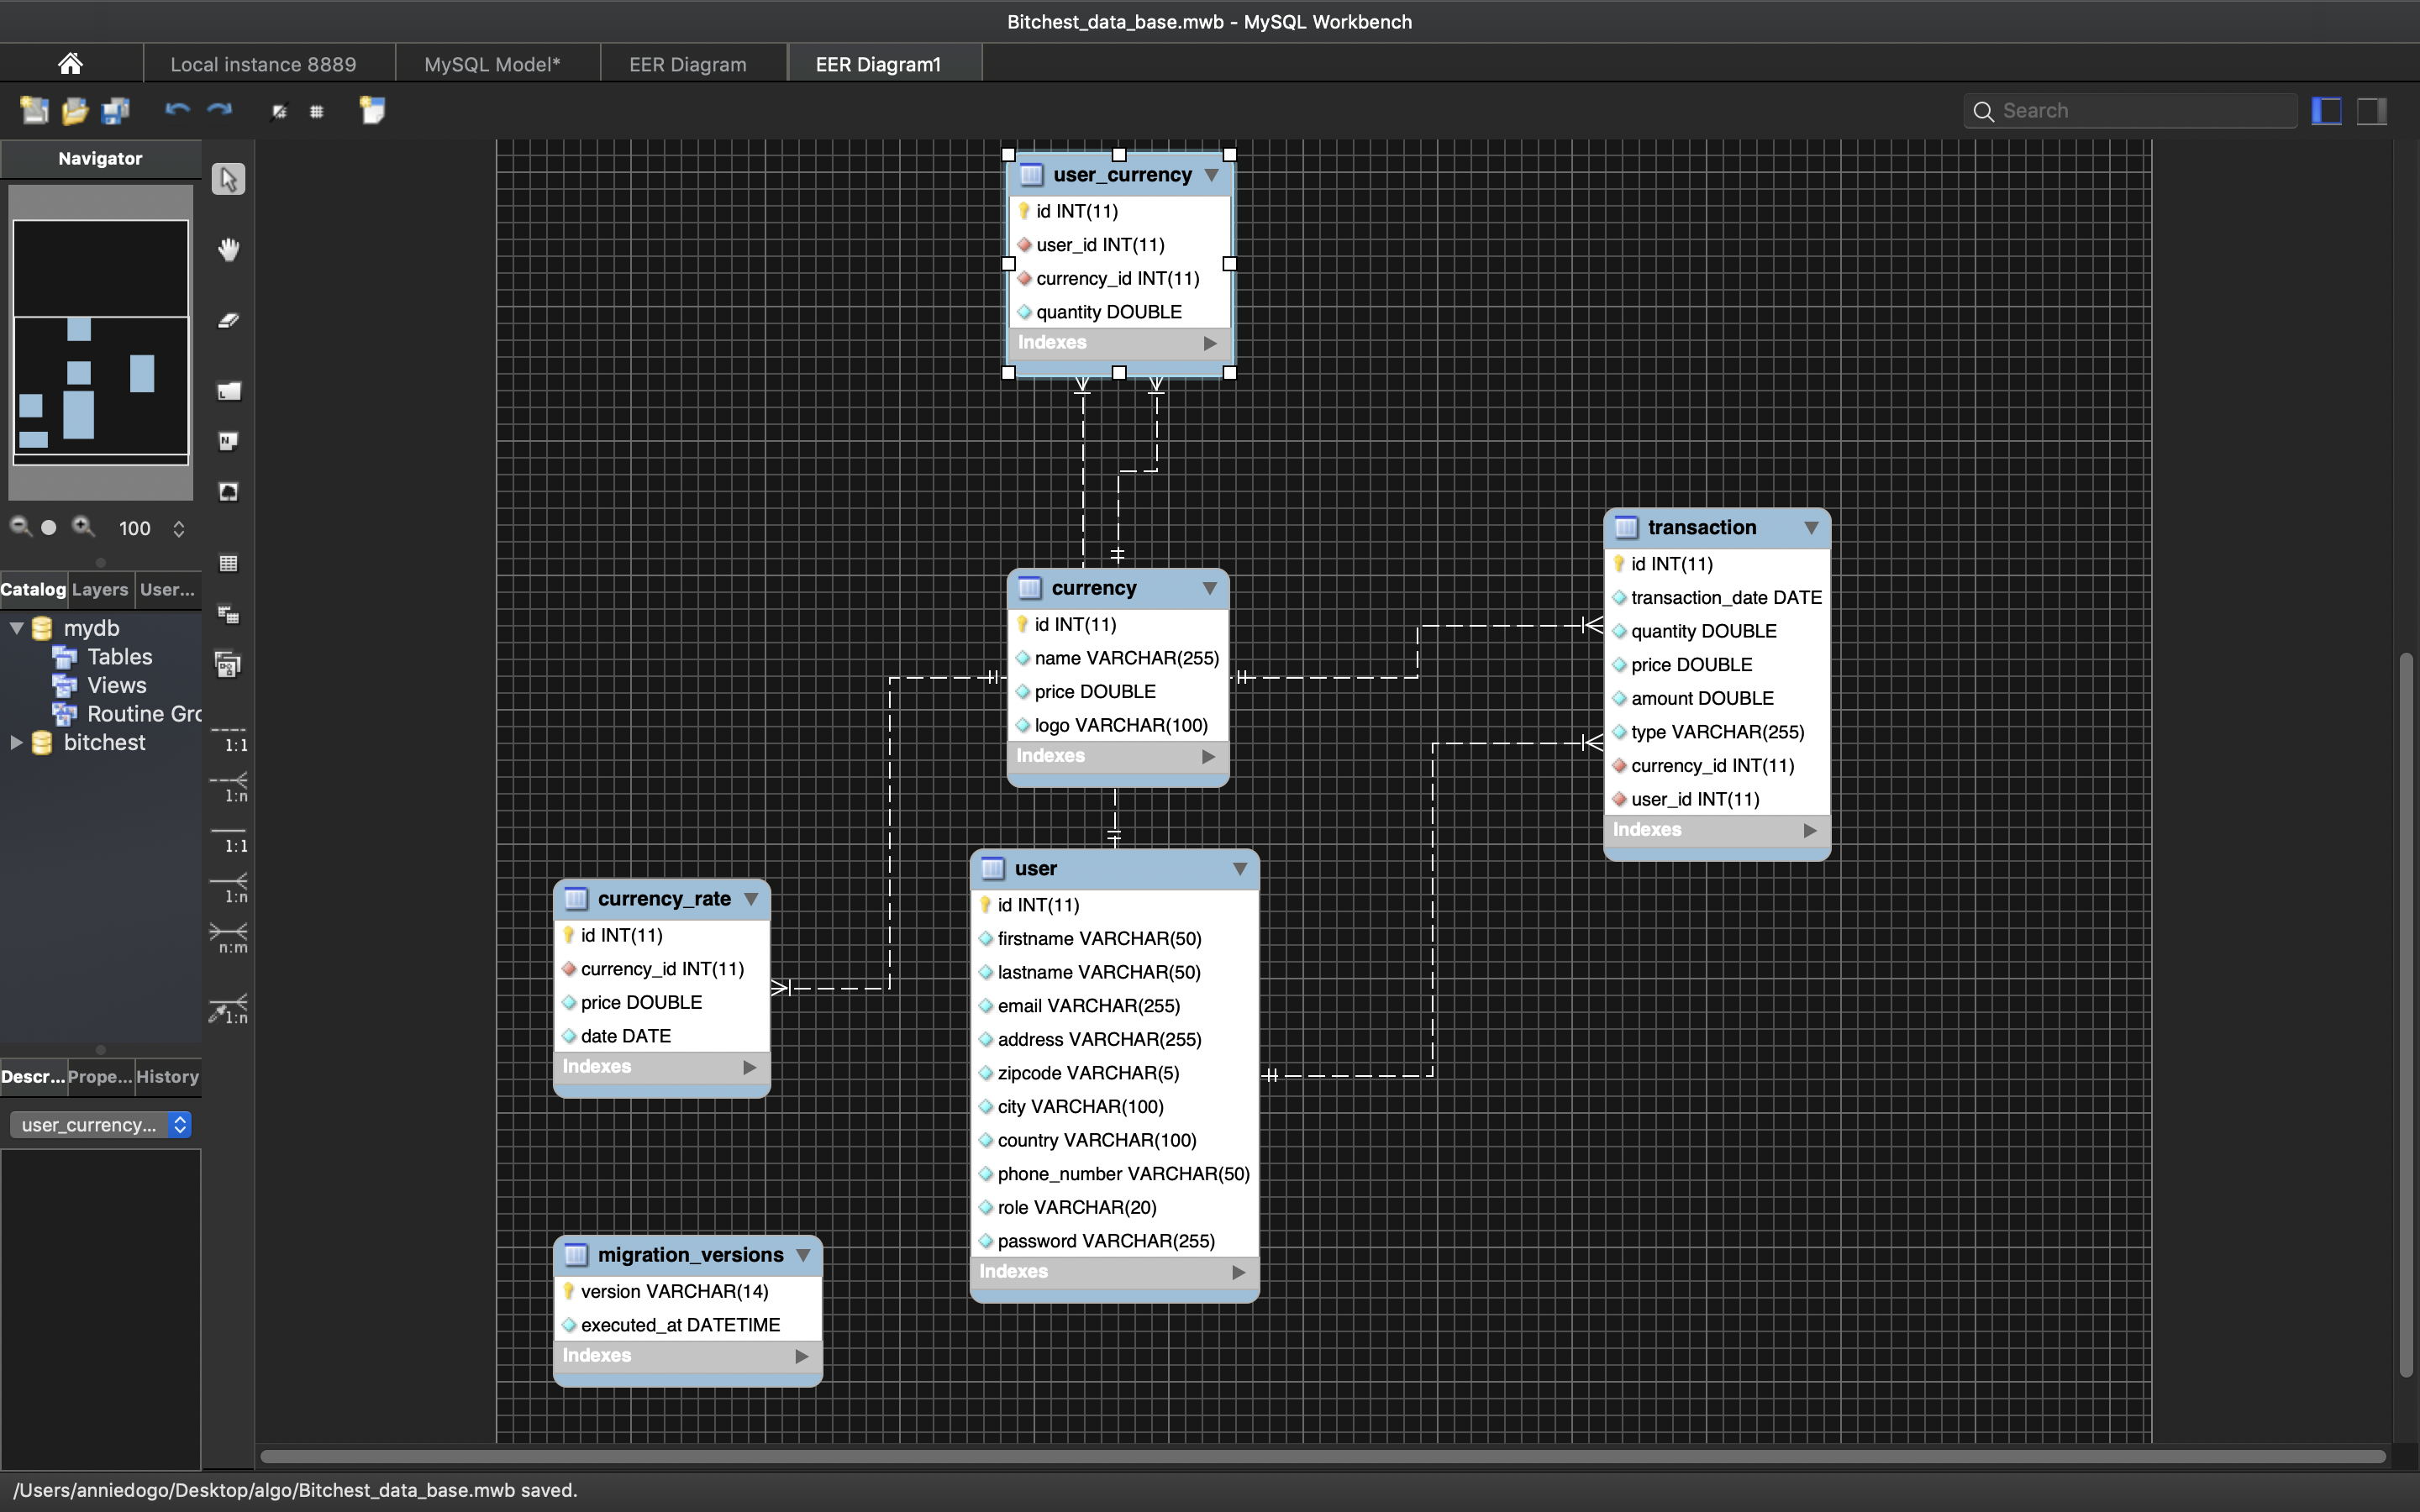 Bitchest_data_base.mwb - MySQL Workbench
Local instance 8889
MySQL Model*
EER Diagram
EER Diagram1
Search
Navigator
100
Catalog
Layers
User...
mydb
Tables
Views
Routine Gro
bitchest
Descr...
Prope...
History
user_currency...
1:1
1:n
1:1
1:n
n:m
1:n
user_currency
id INT(11)
user_id INT(11)
currency_id INT(11)
quantity DOUBLE
Indexes
currency
id INT(11)
name VARCHAR(255)
price DOUBLE
logo VARCHAR(100)
Indexes
transaction
id INT(11)
transaction_date DATE
quantity DOUBLE
price DOUBLE
amount DOUBLE
type VARCHAR(255)
currency_id INT(11)
user_id INT(11)
Indexes
currency_rate
id INT(11)
currency_id INT(11)
price DOUBLE
date DATE
Indexes
user
id INT(11)
firstname VARCHAR(50)
lastname VARCHAR(50)
email VARCHAR(255)
address VARCHAR(255)
zipcode VARCHAR(5)
city VARCHAR(100)
country VARCHAR(100)
phone_number VARCHAR(50)
role VARCHAR(20)
password VARCHAR(255)
Indexes
migration_versions
version VARCHAR(14)
executed_at DATETIME
Indexes
/Users/anniedogo/Desktop/algo/Bitchest_data_base.mwb saved.